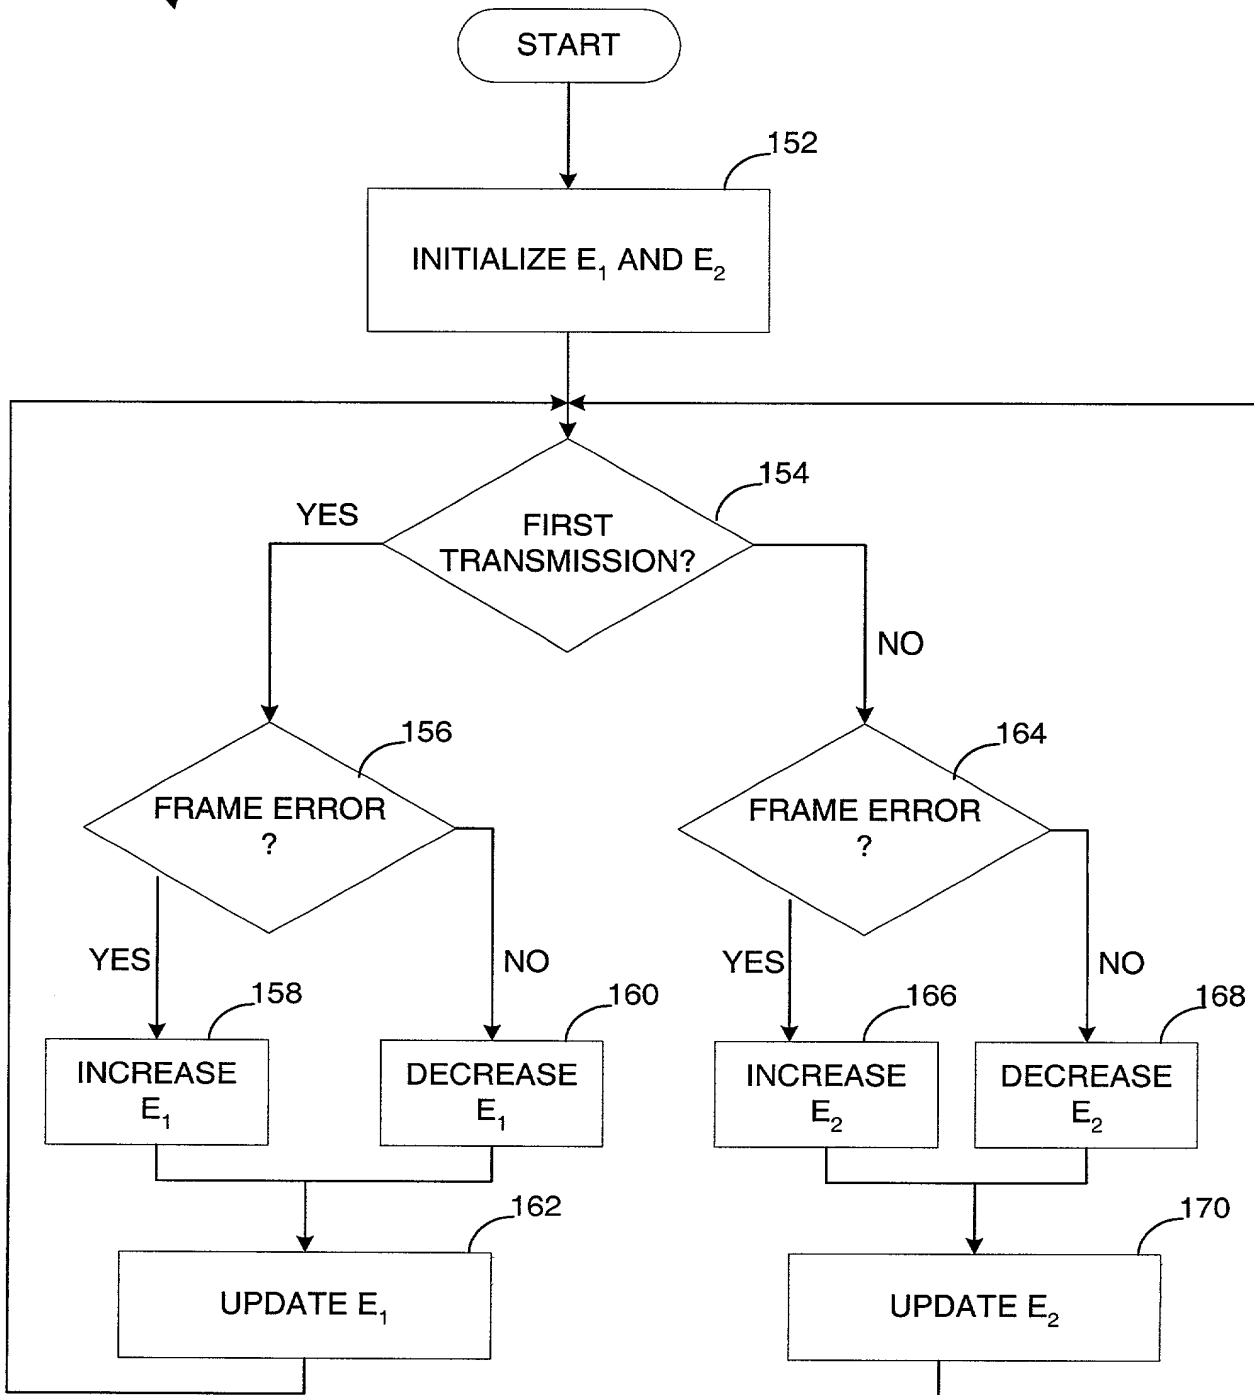 START
152
INITIALIZE E₁ AND E₂
154
YES
FIRST
TRANSMISSION?
NO
156
FRAME ERROR
?
164
FRAME ERROR
?
YES
NO
YES
NO
158
160
166
168
INCREASE
E₁
DECREASE
E₁
INCREASE
E₂
DECREASE
E₂
162
170
UPDATE E₁
UPDATE E₂